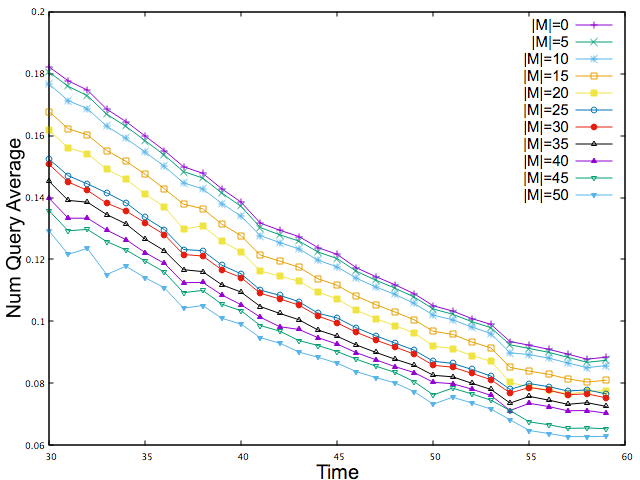 0.2
0.18
0.16
0.14
0.12
0.1
0.08
0.06
Num Query Average
|M|=0
|M|=5
|M|=10
|M|=15
|M|=20
|M|=25
|M|=30
|M|=35
|M|=40
|M|=45
|M|=50
30 35 40 45 50 55 60
Time